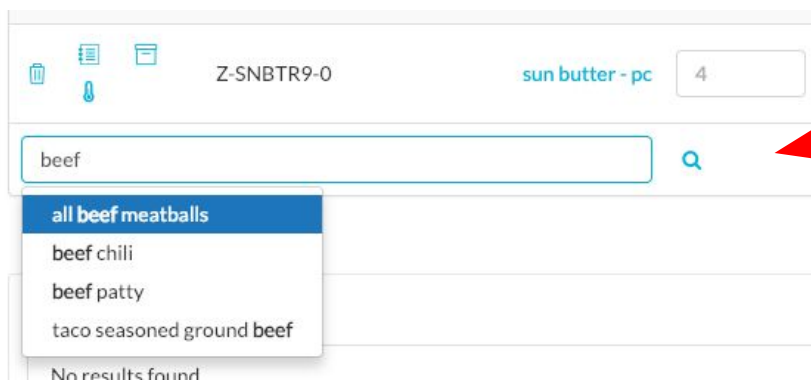 Z-SNBTR9-0 sun butter - pc 4
beef
all beef meatballs
beef chili
beef patty
taco seasoned ground beef
No results found